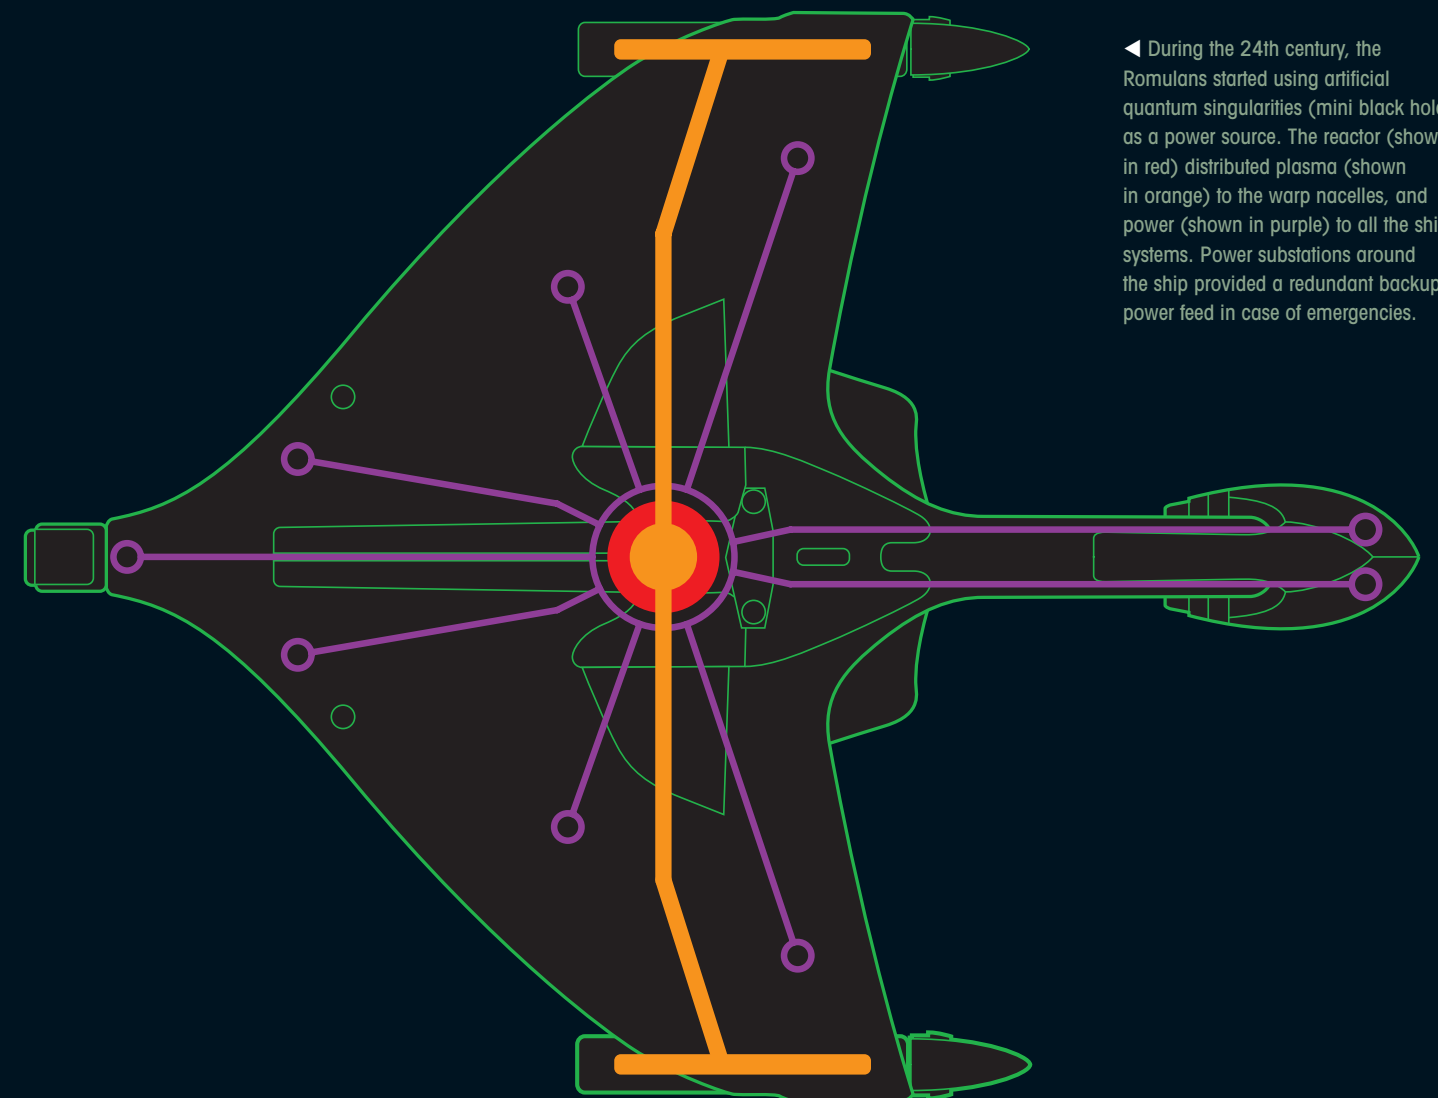 During the 24th century, the
Romulans started using artificial
quantum singularities (mini black
as a power source. The reactor
in red) distributed plasma (shown
in orange) to the warp nacelles, and
power (shown in purple) to all the
systems. Power substations around
the ship provided a redundant backup
power feed in case of emergencies.